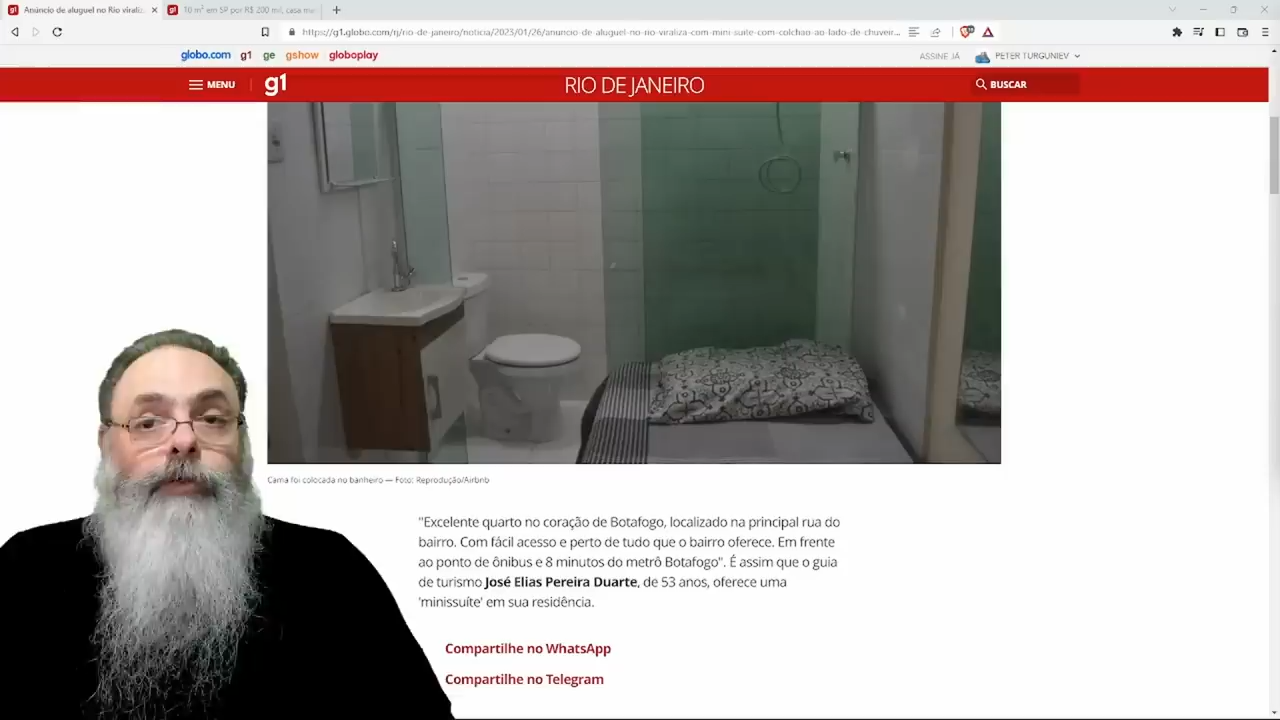 g1 Anúncio de aluguel no Rio viraliz
g1 10 m² em SP por R$ 200 mil, casa mu
https://g1.globo.com/rj/rio-de-janeiro/noticia/2023/01/26/anuncio-de-aluguel-no-rio-viraliza-com-mini-suite-com-colchao-ao-lado-de-chuveir...
globo.com g1 ge gshow globoplay
ASSINE JÁ PETER TURGUNIEV
MENU g1 RIO DE JANEIRO BUSCAR
Cama foi colocada no banheiro — Foto: Reprodução/Airbnb
"Excelente quarto no coração de Botafogo, localizado na principal rua do
bairro. Com fácil acesso e perto de tudo que o bairro oferece. Em frente
ao ponto de ônibus e 8 minutos do metrô Botafogo". É assim que o guia
de turismo José Elias Pereira Duarte, de 53 anos, oferece uma
'minissuíte' em sua residência.
Compartilhe no WhatsApp
Compartilhe no Telegram